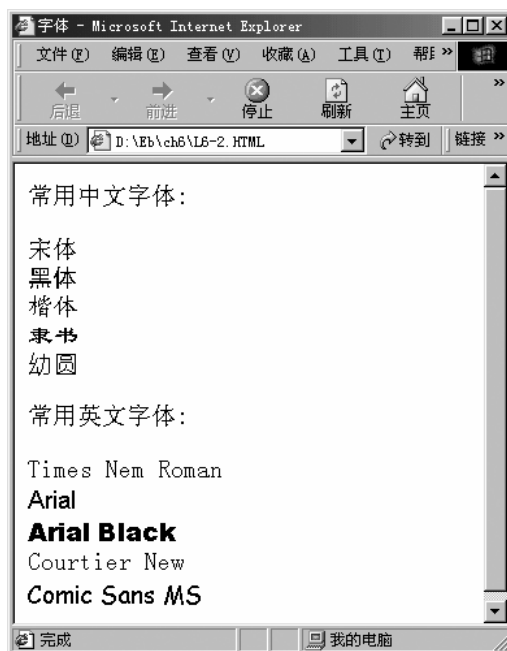 字体 - Microsoft Internet Explorer
文件(F) 编辑(E) 查看(V) 收藏(A) 工具(T) »
后退 前进 停止 刷新 主页 »
地址(D) D:\Eb\ch6\L6-2.HTML 转到 链接 »
常用中文字体:
宋体
黑体
楷体
隶书
幼圆
常用英文字体:
Times Nem Roman
Arial
Arial Black
Courtier New
Comic Sans MS
完成 我的电脑